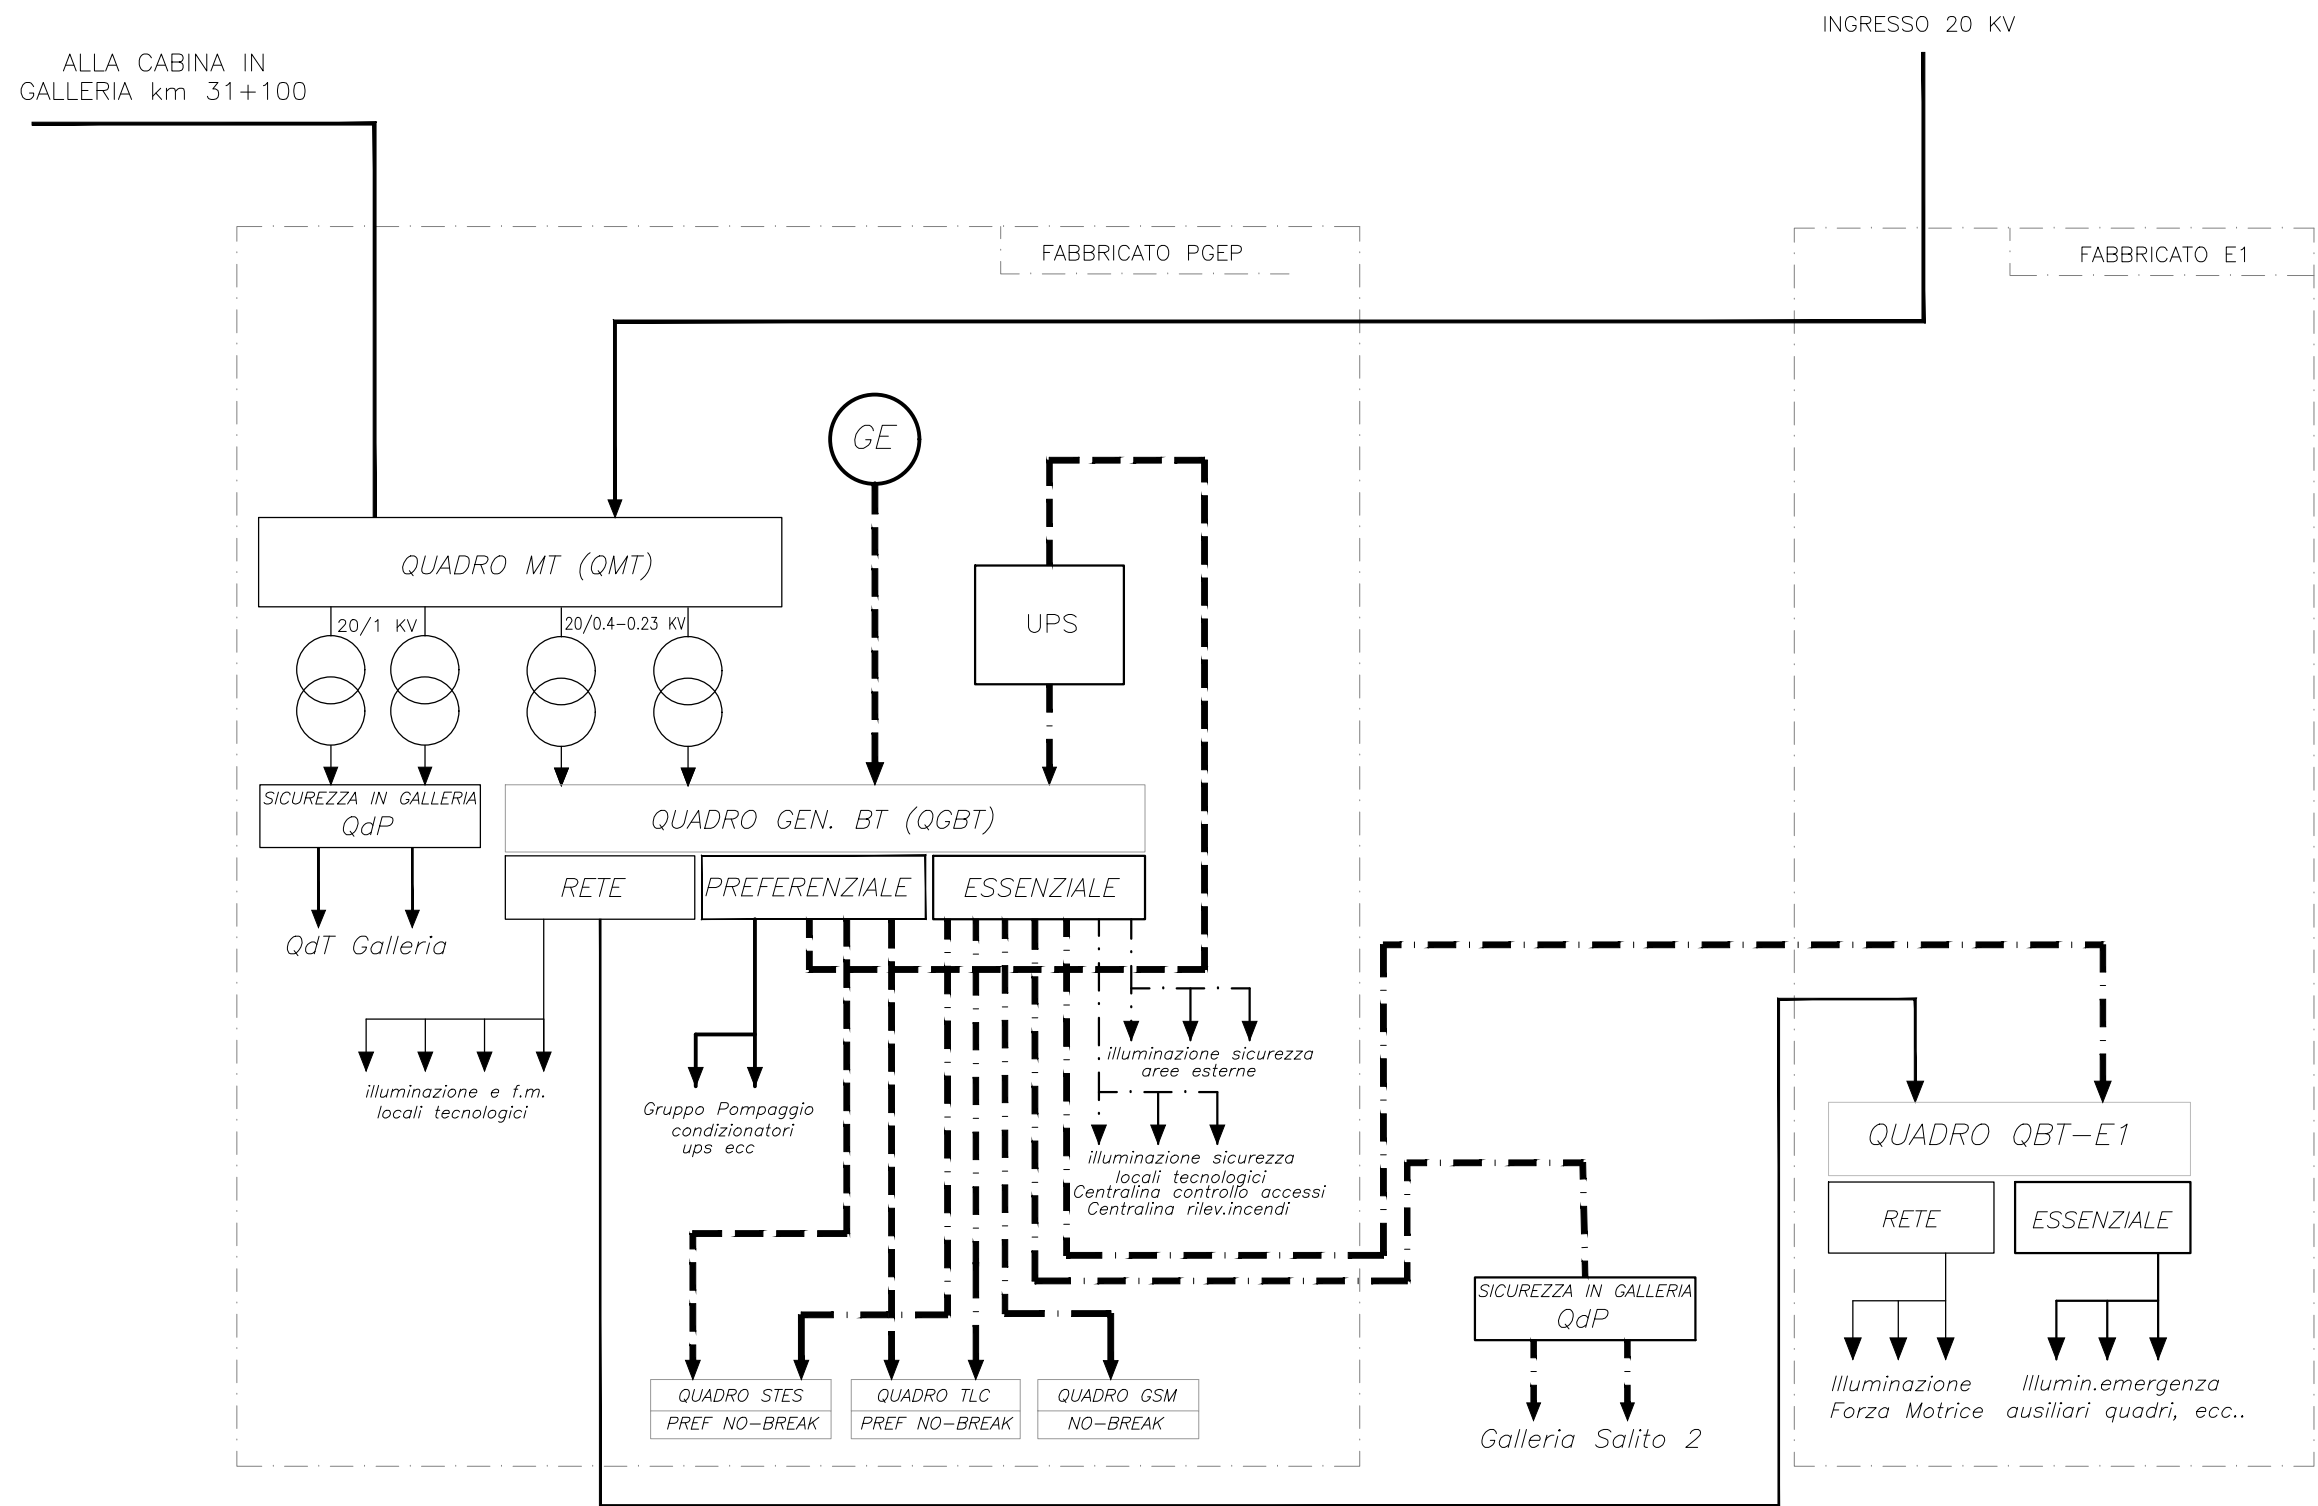 INGRESSO 20 KV
ALLA CABINA IN
GALLERIA km 31+100
FABBRICATO PGEP
FABBRICATO E1
GE
QUADRO MT (QMT)
UPS
20/1 KV
20/0.4-0.23 KV
SICUREZZA IN GALLERIA
QdP
QUADRO GEN. BT (QGBT)
RETE
PREFERENZIALE
ESSENZIALE
QdT Galleria
illuminazione sicurezza
aree esterne
illuminazione e f.m.
locali tecnologici
Gruppo Pompaggio
condizionatori
ups ecc
illuminazione sicurezza
locali tecnologici
Centralina controllo accessi
Centralina rilev.incendi
QUADRO QBT-E1
RETE
ESSENZIALE
SICUREZZA IN GALLERIA
QdP
Illuminazione
Forza Motrice
Illumin.emergenza
ausiliari quadri, ecc..
QUADRO STES
PREF NO-BREAK
QUADRO TLC
PREF NO-BREAK
QUADRO GSM
NO-BREAK
Galleria Salito 2